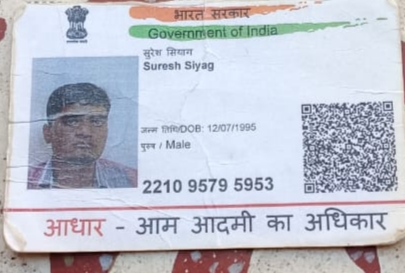 भारत सरकार
Government of India
सुरेश सियाग
Suresh Siyag
जन्म तिथि/DOB: 12/07/1995
पुरुष / Male
2210 9579 5953
आधार - आम आदमी का अधिकार